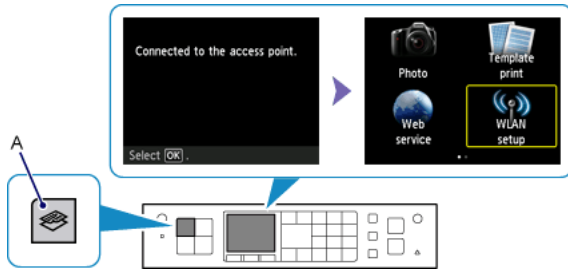 Connected to the access point.
Select OK.
Photo
Template
print
Web
service
WLAN
setup
A